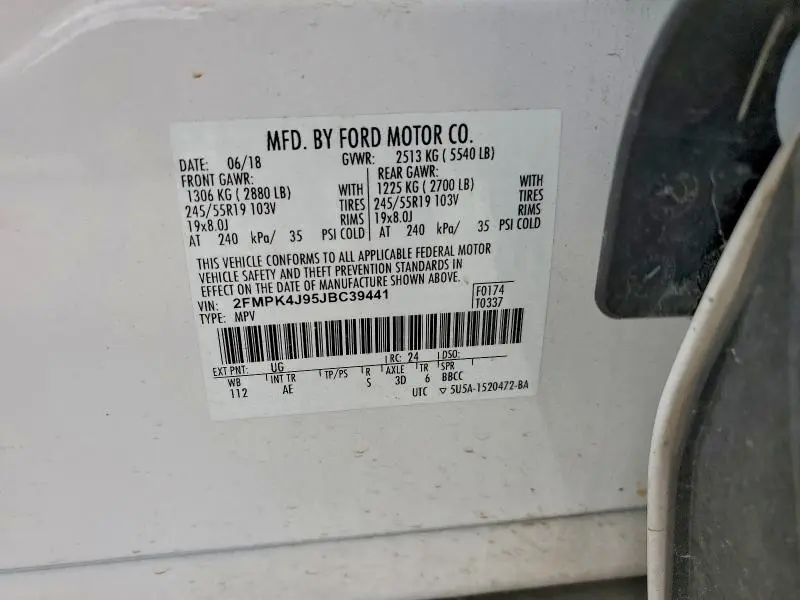 MFD. BY FORD MOTOR CO.
DATE: 06/18 GVWR: 2513 KG ( 5540 LB)
FRONT GAWR: REAR GAWR:
1306 KG ( 2880 LB) WITH 1225 KG ( 2700 LB) WITH
245/55R19 103V TIRES 245/55R19 103V TIRES
19x8.0J RIMS 19x8.0J RIMS
AT 240 kPa/ 35 PSI COLD AT 240 kPa/ 35 PSI COLD
THIS VEHICLE CONFORMS TO ALL APPLICABLE FEDERAL MOTOR
VEHICLE SAFETY AND THEFT PREVENTION STANDARDS IN
EFFECT ON THE DATE OF MANUFACTURE SHOWN ABOVE.
VIN: 2FMPK4J95JBC39441 F0174
TYPE: MPV T0337
EXT PNT: UG RC: 24 DSO:
WB INT TR TP/PS R AXLE TR SPR
112 AE S 3D 6 BBCC
UTC ▽ 5U5A-1520472-BA